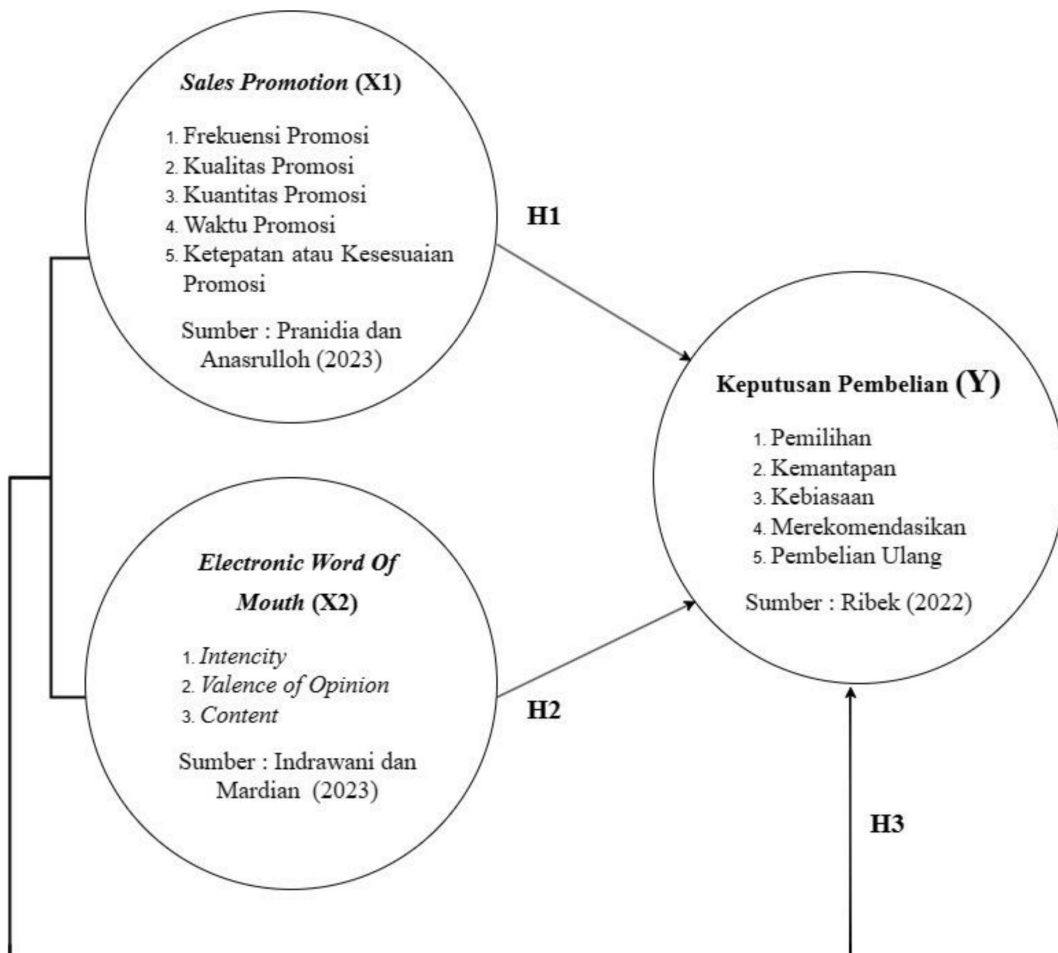 Sales Promotion (X1)
1. Frekuensi Promosi
2. Kualitas Promosi
3. Kuantitas Promosi
4. Waktu Promosi
5. Ketepatan atau Kesesuaian
Promosi
Sumber : Pranidia dan
Anasrulloh (2023)
H1
Keputusan Pembelian (Y)
1. Pemilihan
2. Kemantapan
3. Kebiasaan
4. Merekomendasikan
5. Pembelian Ulang
Sumber : Ribek (2022)
Electronic Word Of
Mouth (X2)
1. Intencity
2. Valence of Opinion
3. Content
Sumber : Indrawani dan
Mardian (2023)
H2
H3